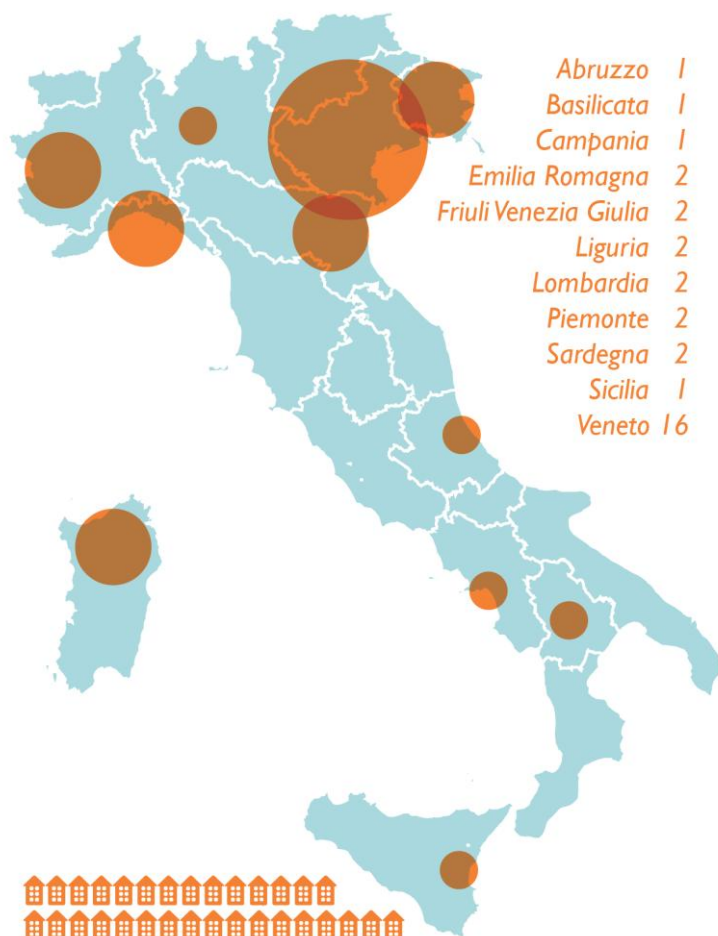 Abruzzo 1
Basilicata 1
Campania 1
Emilia Romagna 2
Friuli Venezia Giulia 2
Liguria 2
Lombardia 2
Piemonte 2
Sardegna 2
Sicilia 1
Veneto 16